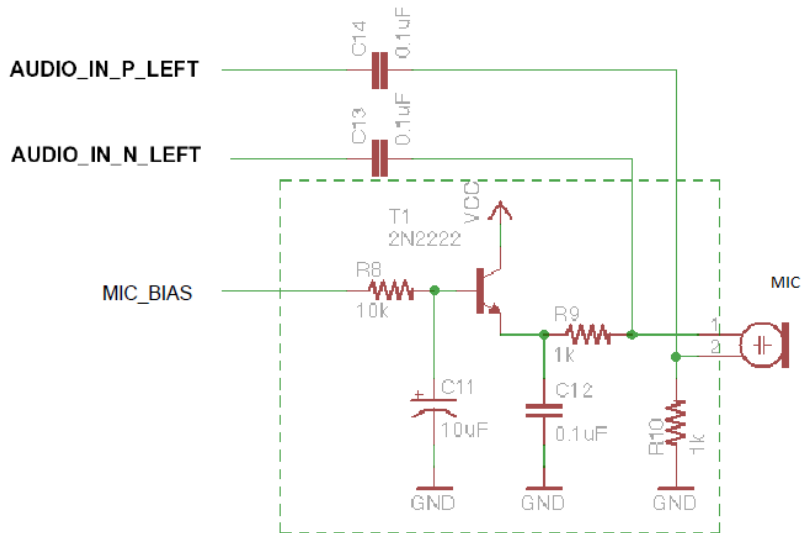 C14
0.1uF
AUDIO_IN_P_LEFT
C13
0.1uF
AUDIO_IN_N_LEFT
VCC
T1
2N2222
R8
10k
MIC_BIAS
MIC
R9
1k
1
2
C11
10uF
C12
0.1uF
R10
1k
GND
GND
GND